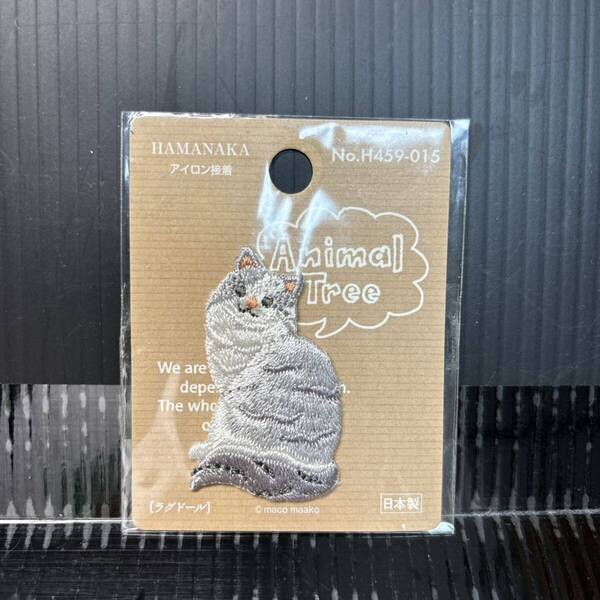 HAMANAKA
アイロン接着
No.H459-015
Animal
Tree
We are
depe
The who
[ラグドール]
© maco maako
日本製